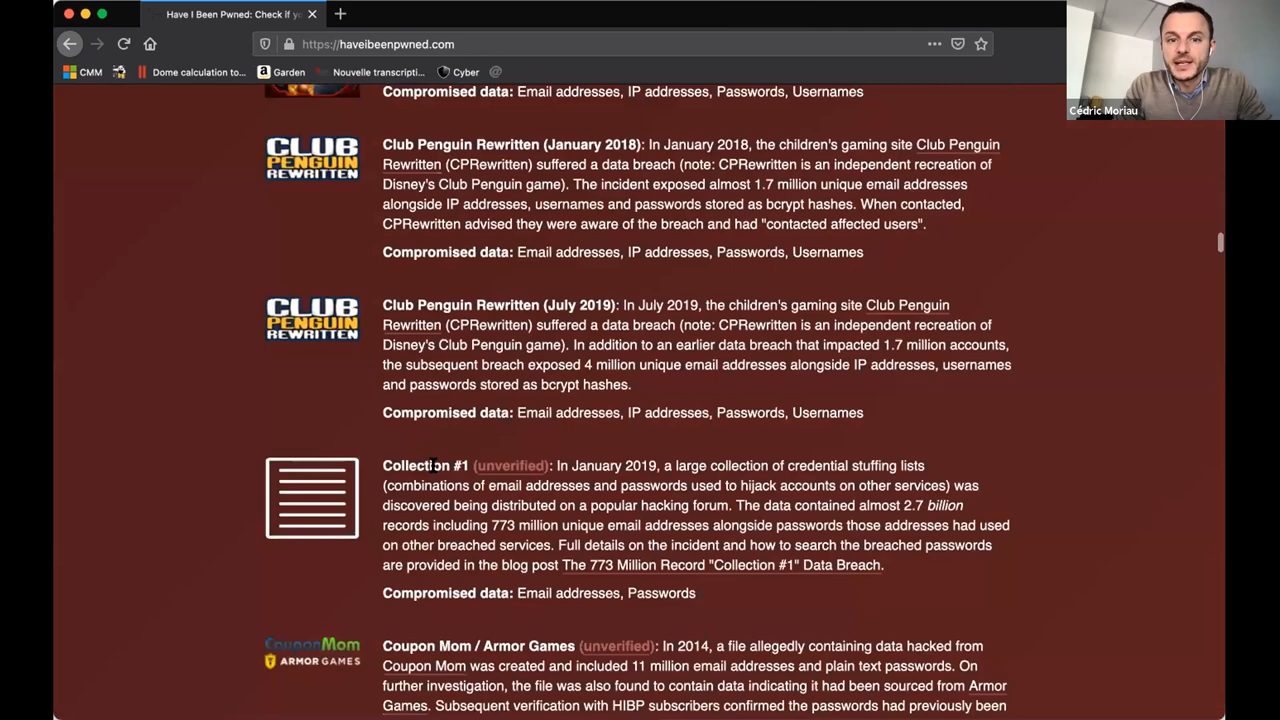 Have I Been Pwned: Check If yo
https://haveibeenpwned.com
CMM
Dome calculation to...
a Garden
Nouvelle transcripti...
Cyber
Cédric Moriau
Compromised data: Email addresses, IP addresses, Passwords, Usernames
CLUB
PENGUIN
REWRITTEN
Club Penguin Rewritten (January 2018): In January 2018, the children's gaming site Club Penguin
Rewritten (CPRewritten) suffered a data breach (note: CPRewritten is an independent recreation of
Disney's Club Penguin game). The incident exposed almost 1.7 million unique email addresses
alongside IP addresses, usernames and passwords stored as bcrypt hashes. When contacted,
CPRewritten advised they were aware of the breach and had "contacted affected users".
Compromised data: Email addresses, IP addresses, Passwords, Usernames
CLUB
PENGUIN
REWRITTEN
Club Penguin Rewritten (July 2019): In July 2019, the children's gaming site Club Penguin
Rewritten (CPRewritten) suffered a data breach (note: CPRewritten is an independent recreation of
Disney's Club Penguin game). In addition to an earlier data breach that impacted 1.7 million accounts,
the subsequent breach exposed 4 million unique email addresses alongside IP addresses, usernames
and passwords stored as bcrypt hashes.
Compromised data: Email addresses, IP addresses, Passwords, Usernames
Collection #1 (unverified): In January 2019, a large collection of credential stuffing lists
(combinations of email addresses and passwords used to hijack accounts on other services) was
discovered being distributed on a popular hacking forum. The data contained almost 2.7 billion
records including 773 million unique email addresses alongside passwords those addresses had used
on other breached services. Full details on the incident and how to search the breached passwords
are provided in the blog post The 773 Million Record "Collection #1" Data Breach.
Compromised data: Email addresses, Passwords
CouponMom
ARMOR GAMES
Coupon Mom / Armor Games (unverified): In 2014, a file allegedly containing data hacked from
Coupon Mom was created and included 11 million email addresses and plain text passwords. On
further investigation, the file was also found to contain data indicating it had been sourced from Armor
Games. Subsequent verification with HIBP subscribers confirmed the passwords had previously been